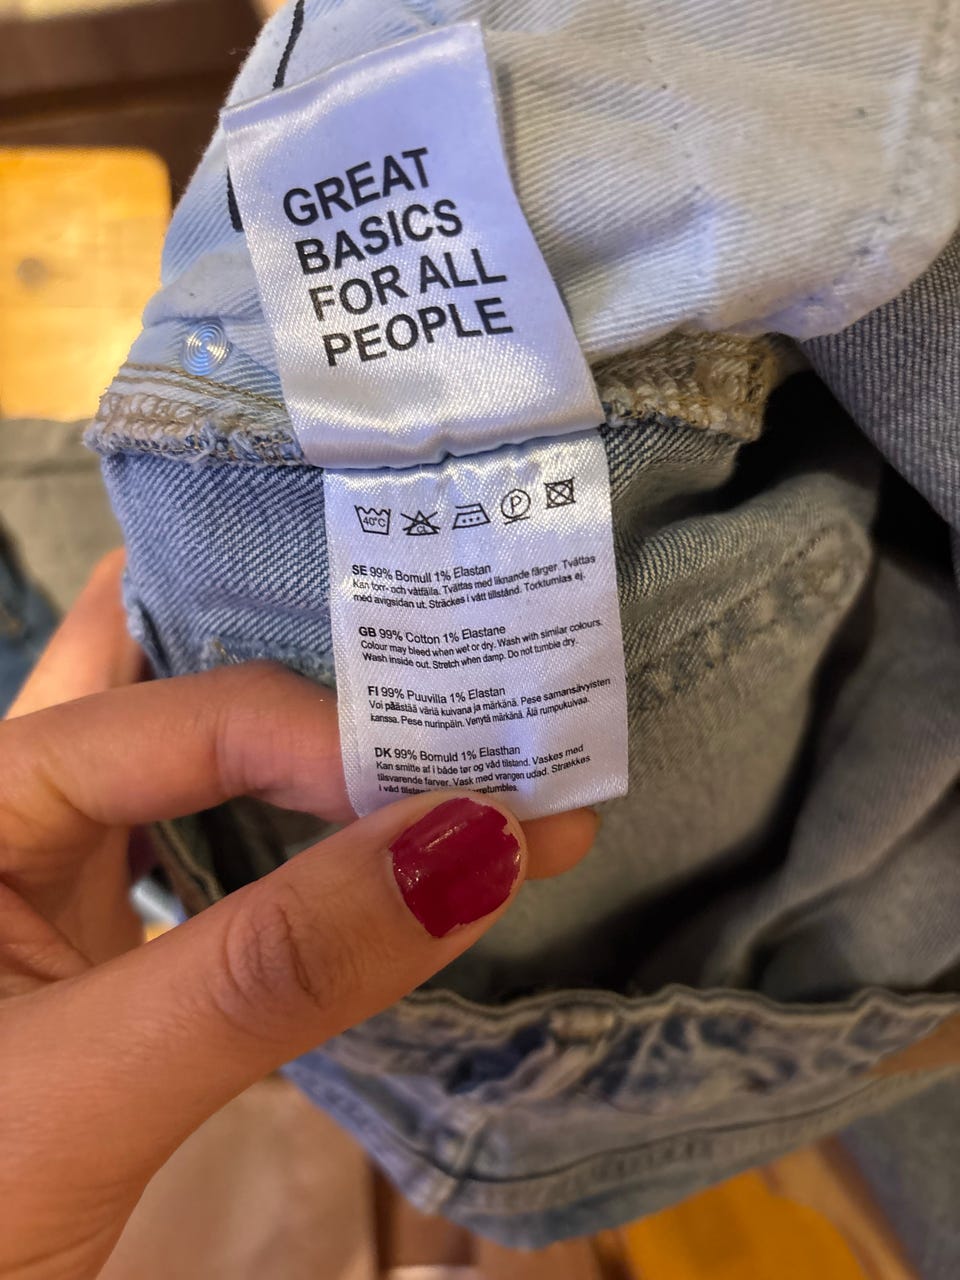 GREAT
BASICS
FOR ALL
PEOPLE
40°C P
SE 99% Bomull 1% Elastan
Kan torr- och våtfälla. Tvättas med liknande färger. Tvättas
med avigsidan ut. Sträckes i vått tillstånd. Torktumlas ej.
GB 99% Cotton 1% Elastane
Colour may bleed when wet or dry. Wash with similar colours.
Wash inside out. Stretch when damp. Do not tumble dry.
FI 99% Puuvilla 1% Elastan
Voi päästää väriä kuivana ja märkänä. Pese samansävyisten
kanssa. Pese nurinpäin. Venytä märkänä. Älä rumpukuivaa.
DK 99% Bomuld 1% Elasthan
Kan smitte af i både tør og våd tilstand. Vaskes med
tilsvarende farver. Vask med vrangen udad. Strækkes
i våd